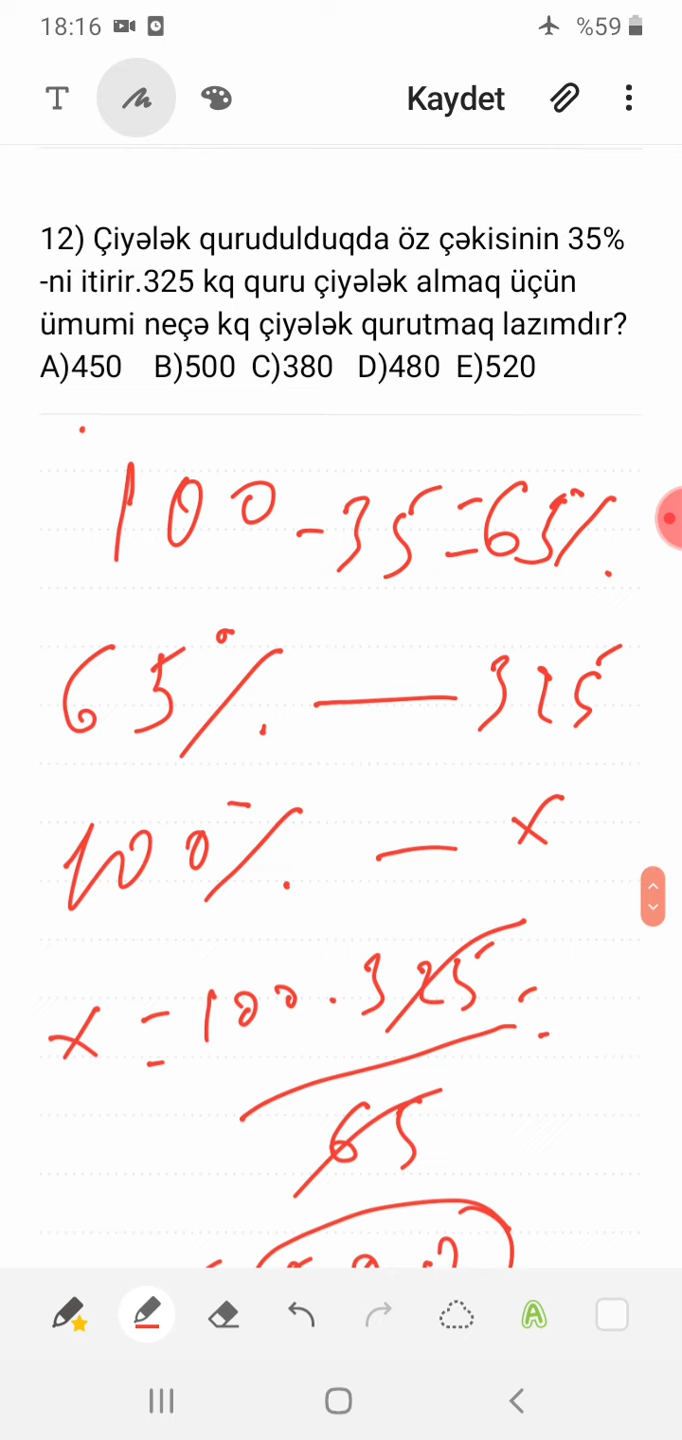 18:16 %59
T Kaydet
12) Çiyələk qurudulduqda öz çəkisinin 35%
-ni itirir.325 kq quru çiyələk almaq üçün
ümumi neçə kq çiyələk qurutmaq lazımdır?
A)450 B)500 C)380 D)480 E)520
100-35=65%
65% — 325
100% — x
x = 100.325
65
A